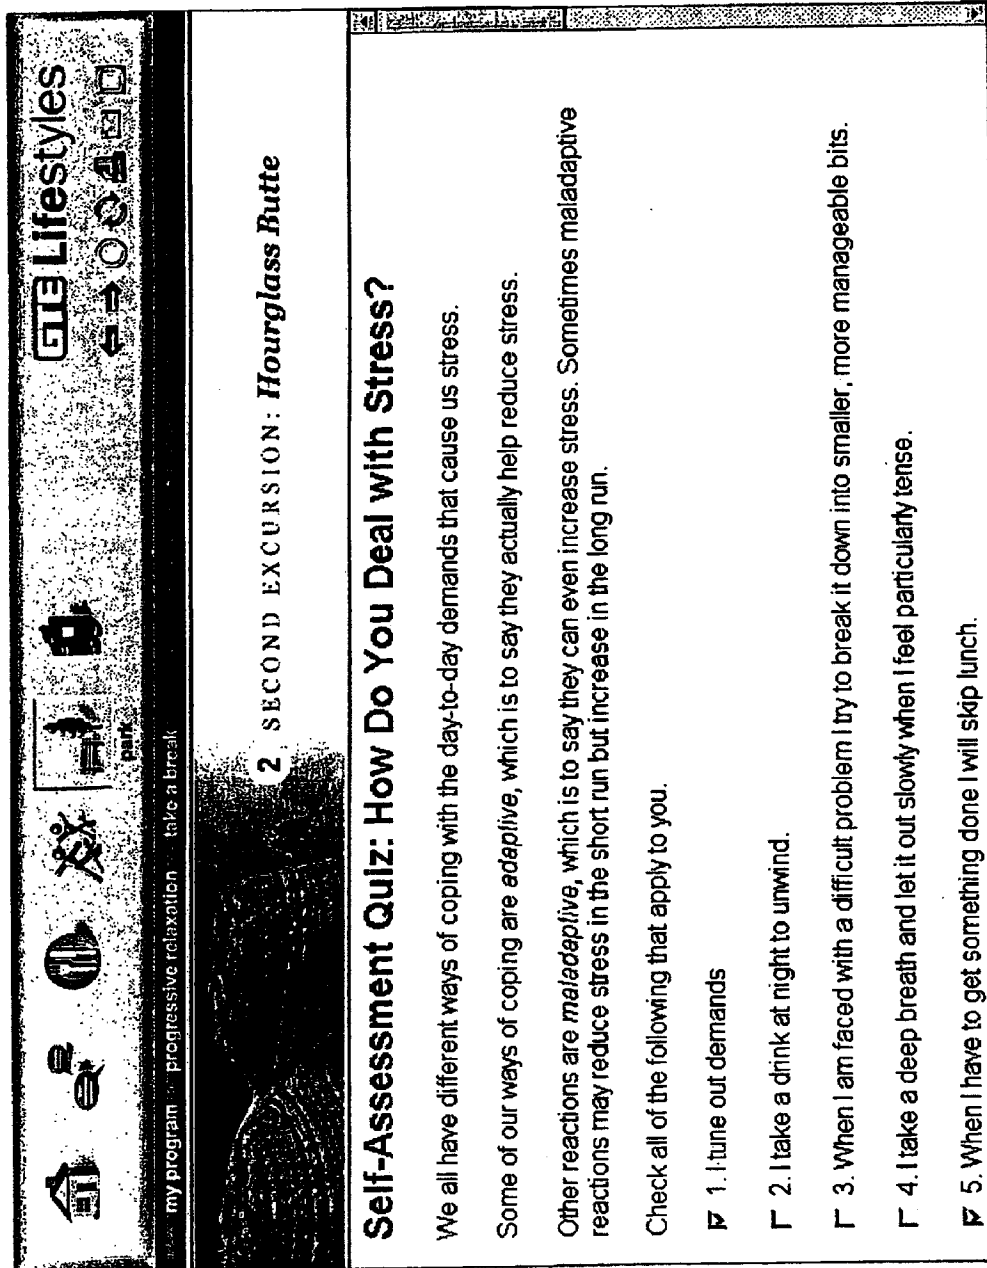 GTE Lifestyles
park
my program progressive relaxation take a break
2 SECOND EXCURSION: Hourglass Butte
Self-Assessment Quiz: How Do You Deal with Stress?
We all have different ways of coping with the day-to-day demands that cause us stress.
Some of our ways of coping are adaptive, which is to say they actually help reduce stress.
Other reactions are maladaptive, which is to say they can even increase stress. Sometimes maladaptive
reactions may reduce stress in the short run but increase in the long run.
Check all of the following that apply to you.
1. I tune out demands
2. I take a drink at night to unwind.
3. When I am faced with a difficult problem I try to break it down into smaller, more manageable bits.
4. I take a deep breath and let it out slowly when I feel particularly tense.
5. When I have to get something done I will skip lunch.